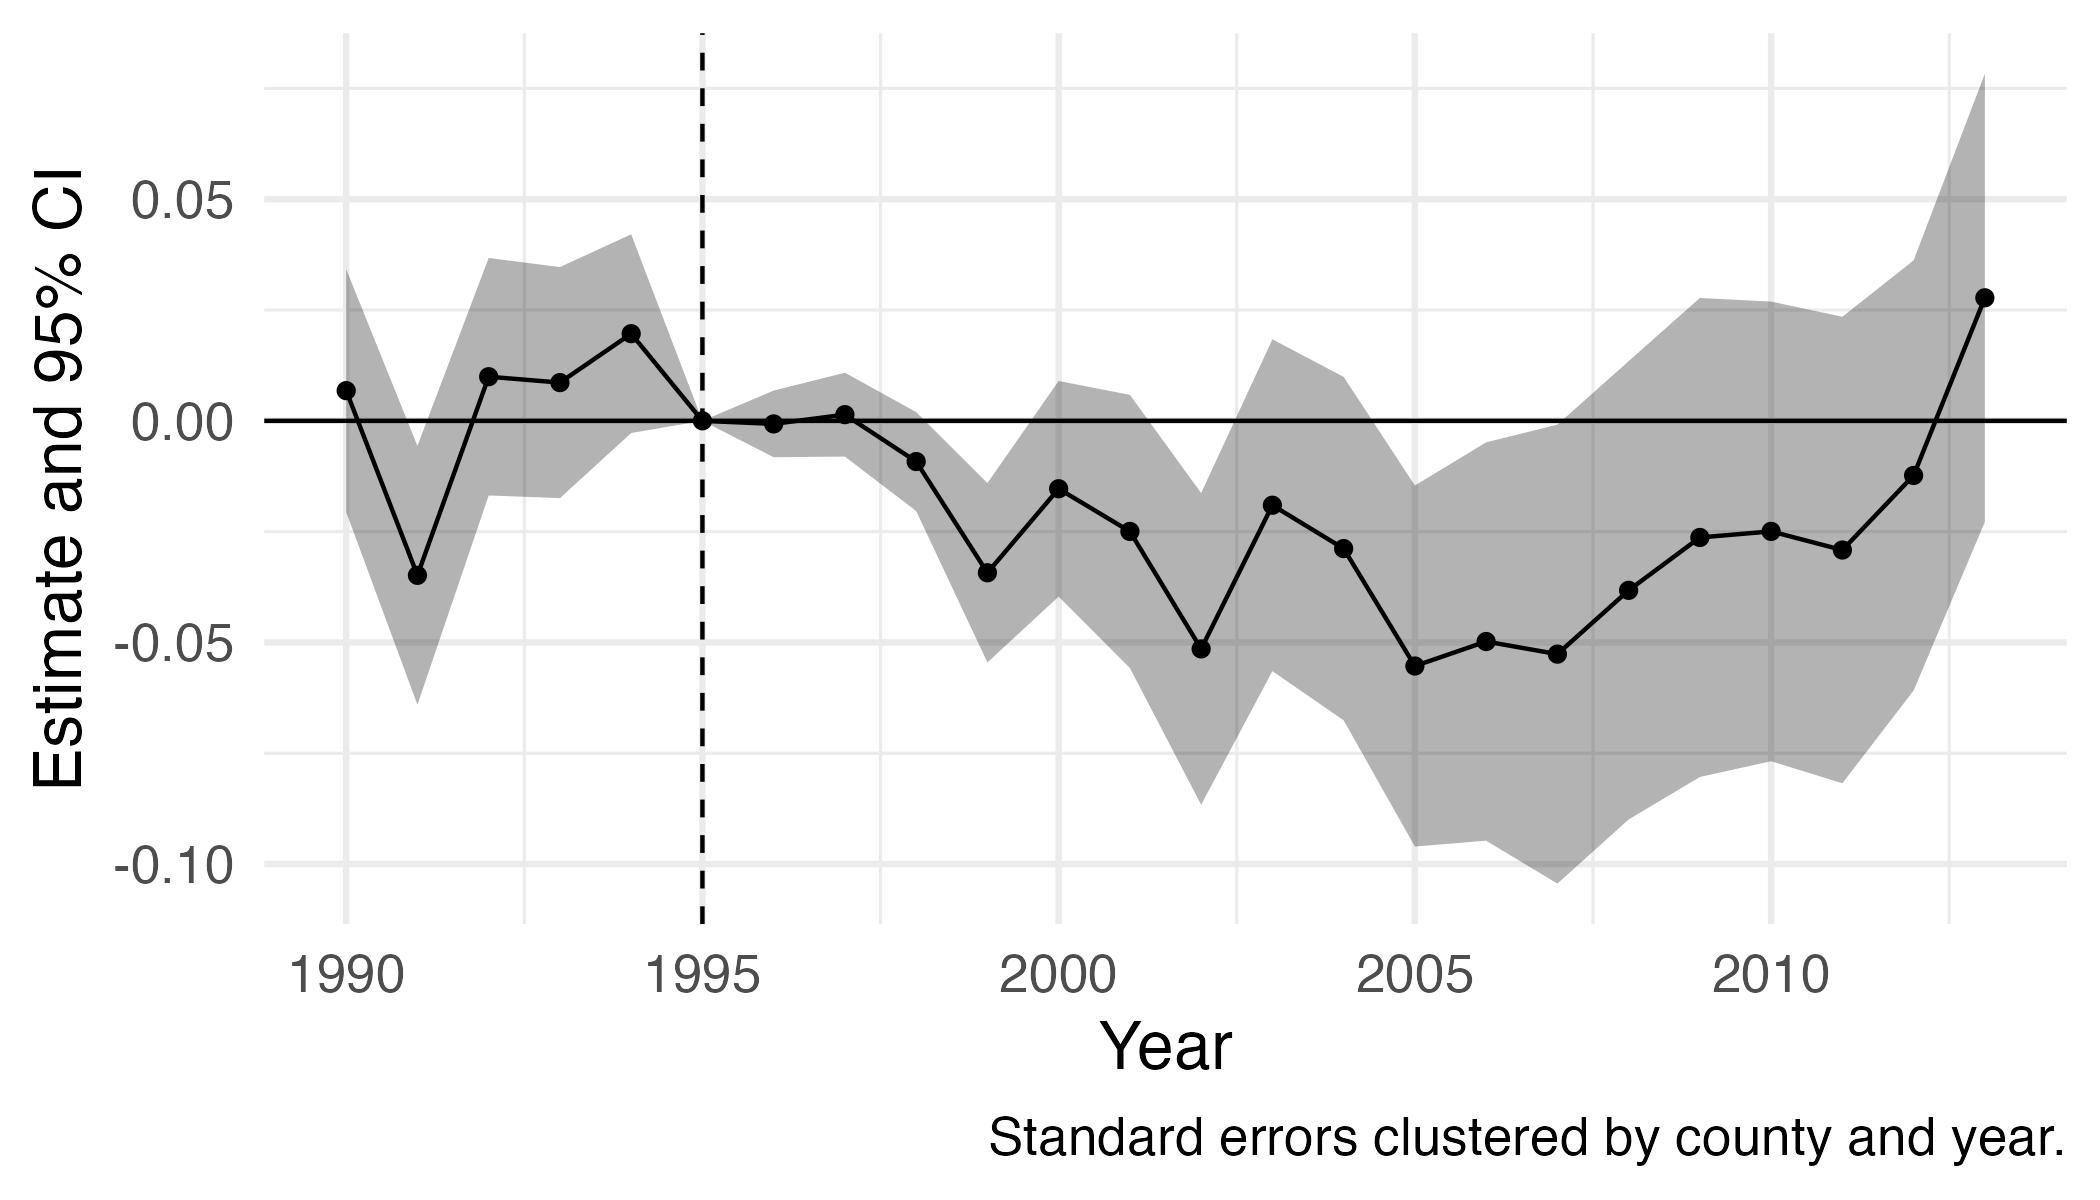 Estimate and 95% CI
0.05
0.00
-0.05
-0.10
1990 1995 2000 2005 2010
Year
Standard errors clustered by county and year.